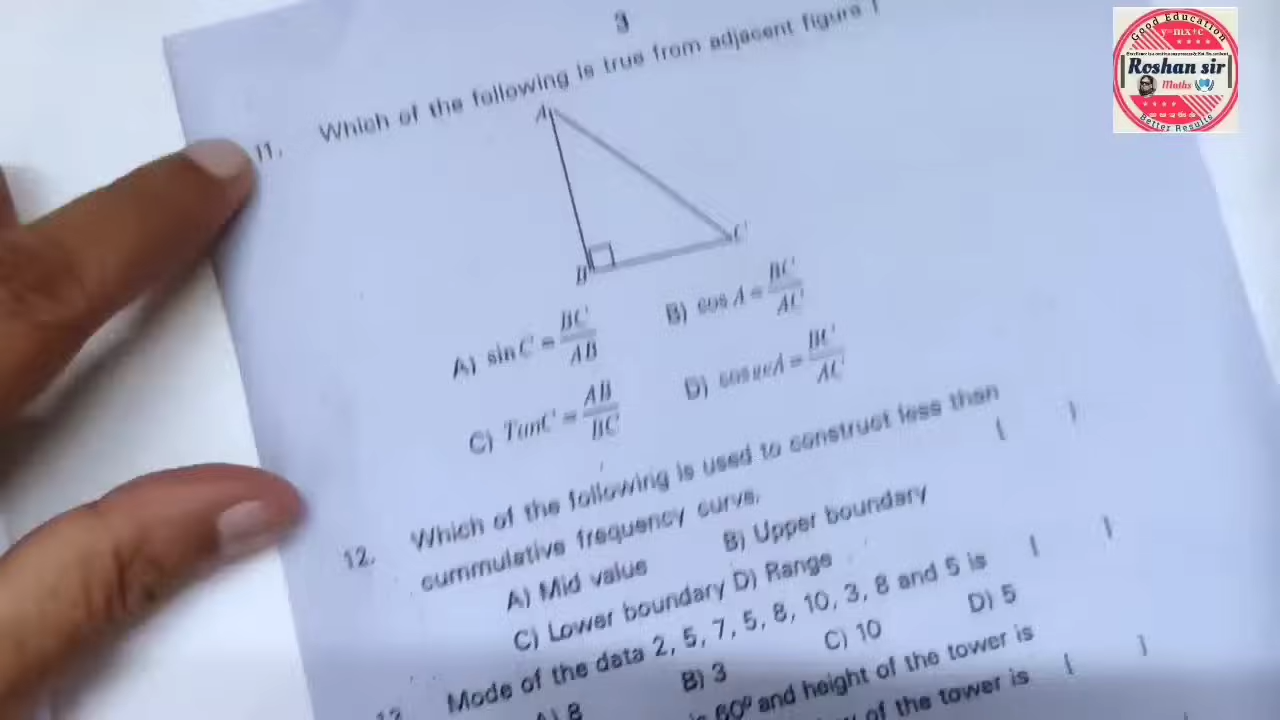 3
11. Which of the following is true from adjacent figure
A
B
C
A) sin C = BC/AB B) cos A = BC/AC
C) TanC = AB/BC D) cosecA = BC/AC
12. Which of the following is used to construct less than [ ]
cummulative frequency curve.
A) Mid value B) Upper boundary
C) Lower boundary D) Range
Mode of the data 2, 5, 7, 5, 8, 10, 3, 8 and 5 is [ ]
A) 8 B) 3 C) 10 D) 5
60° and height of the tower is
of the tower is [ ]
Good Education
y=mx+c
Roshan sir
Maths
Better Results